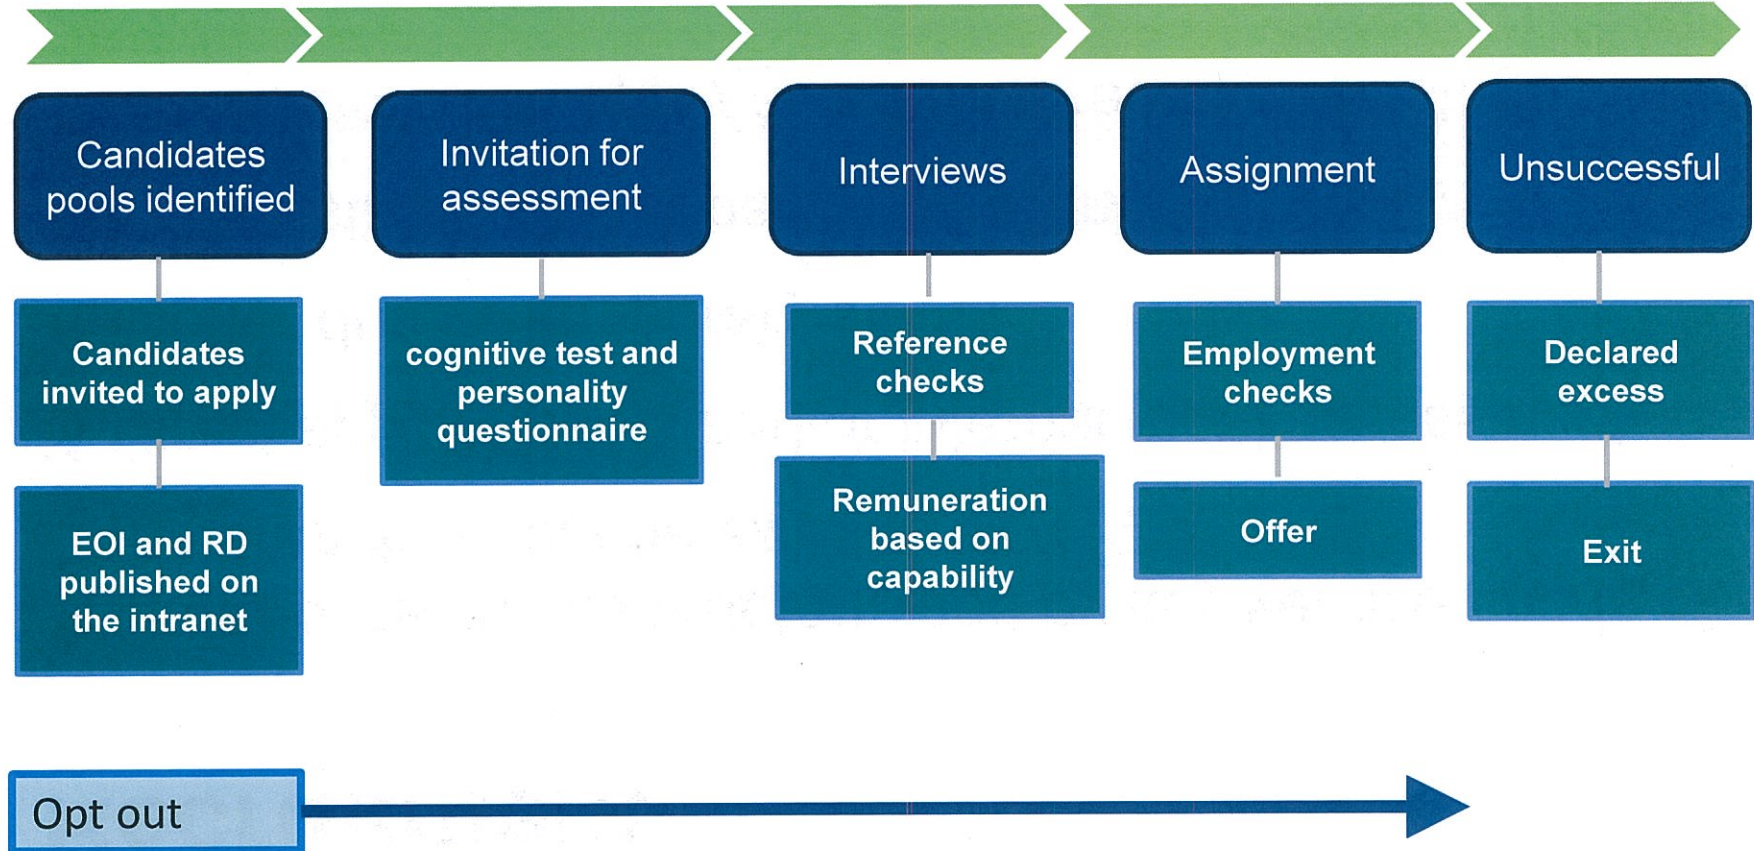 Candidates
pools identified
Invitation for
assessment
Interviews
Assignment
Unsuccessful
Candidates
invited to apply
cognitive test and
personality
questionnaire
Reference
checks
Employment
checks
Declared
excess
EOI and RD
published on
the intranet
Remuneration
based on
capability
Offer
Exit
Opt out